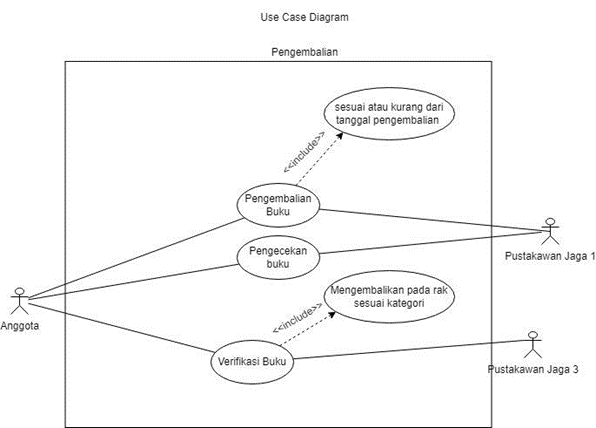 Use Case Diagram
Pengembalian
sesuai atau kurang dari
tanggal pengembalian
<<include>>
Pengembalian
Buku
Pengecekan
buku
Pustakawan Jaga 1
Mengembalikan pada rak
sesuai kategori
<<include>>
Anggota
Verifikasi Buku
Pustakawan Jaga 3